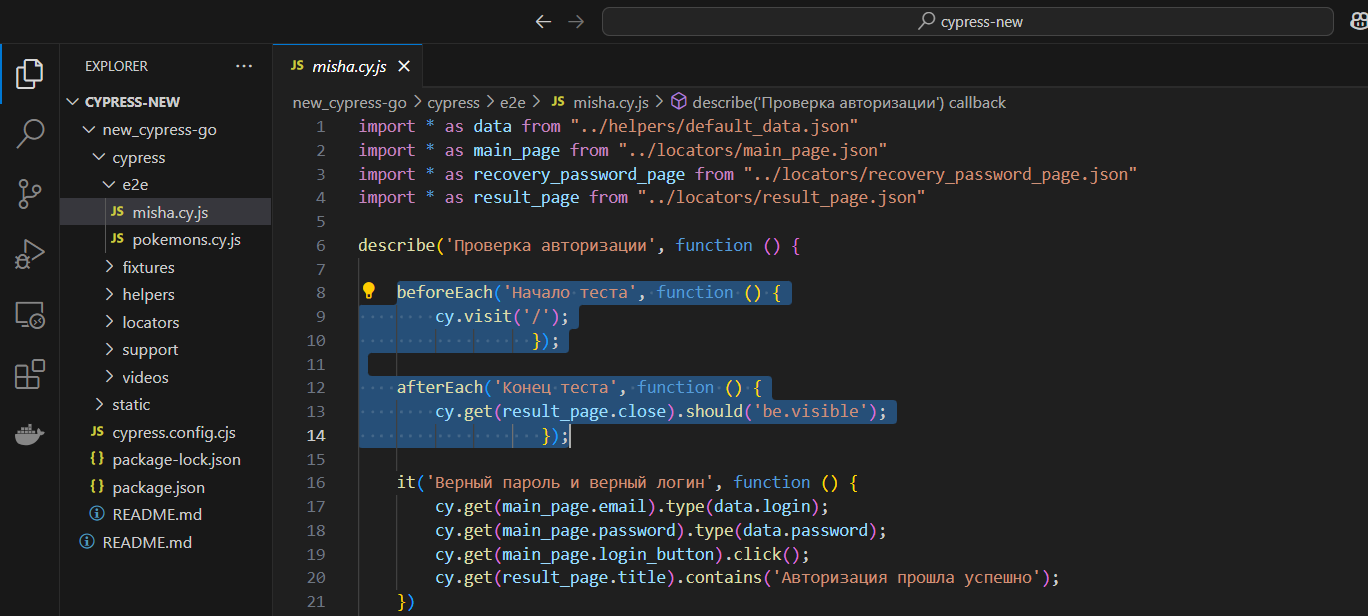 cypress-new
EXPLORER
CYPRESS-NEW
new_cypress-go
cypress
e2e
JS misha.cy.js
JS pokemons.cy.js
fixtures
helpers
locators
support
videos
static
JS cypress.config.cjs
{} package-lock.json
{} package.json
README.md
README.md
JS misha.cy.js
new_cypress-go > cypress > e2e > JS misha.cy.js > describe('Проверка авторизации') callback
1 import * as data from "../helpers/default_data.json"
2 import * as main_page from "../locators/main_page.json"
3 import * as recovery_password_page from "../locators/recovery_password_page.json"
4 import * as result_page from "../locators/result_page.json"
5
6 describe('Проверка авторизации', function () {
7
8 beforeEach('Начало теста', function () {
9 cy.visit('/');
10 });
11
12 afterEach('Конец теста', function () {
13 cy.get(result_page.close).should('be.visible');
14 });
15
16 it('Верный пароль и верный логин', function () {
17 cy.get(main_page.email).type(data.login);
18 cy.get(main_page.password).type(data.password);
19 cy.get(main_page.login_button).click();
20 cy.get(result_page.title).contains('Авторизация прошла успешно');
21 })